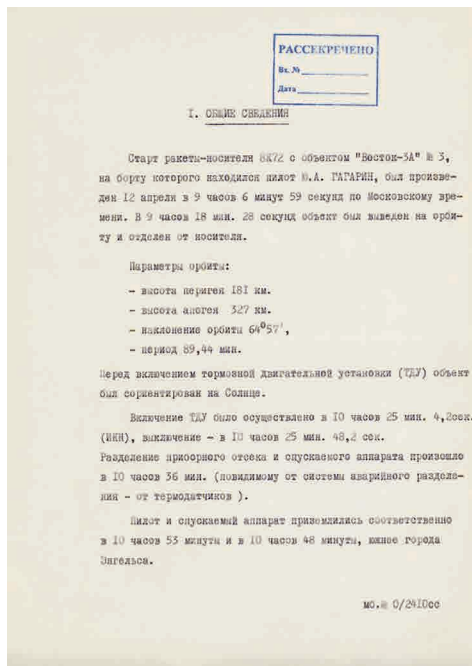 РАССЕКРЕЧЕНО
Вх. №
Дата
I. ОБЩИЕ СВЕДЕНИЯ
Старт ракеты-носителя 8К72 с объектом "Восток-3А" № 3,
на борту которого находился пилот Ю.А. ГАГАРИН, был произве-
ден 12 апреля в 9 часов 6 минут 59 секунд по Московскому вре-
мени. В 9 часов 18 мин. 28 секунд объект был выведен на орби-
ту и отделен от носителя.
Параметры орбиты:
- высота перигея 181 км.
- высота апогея 327 км.
- наклонение орбиты 64°57',
- период 89,44 мин.
Перед включением тормозной двигательной установки (ТДУ) объект
был сориентирован на Солнце.
Включение ТДУ было осуществлено в 10 часов 25 мин. 4,2сек.
(ИКН), выключение - в 10 часов 25 мин. 48,2 сек.
Разделение приборного отсека и спускаемого аппарата произошло
в 10 часов 36 мин. (повидимому от системы аварийного разделе-
ния - от термодатчиков ).
Пилот и спускаемый аппарат приземлились соответственно
в 10 часов 53 минуты и в 10 часов 48 минуты, южнее города
Энгельса.
мб.№ 0/2410сс